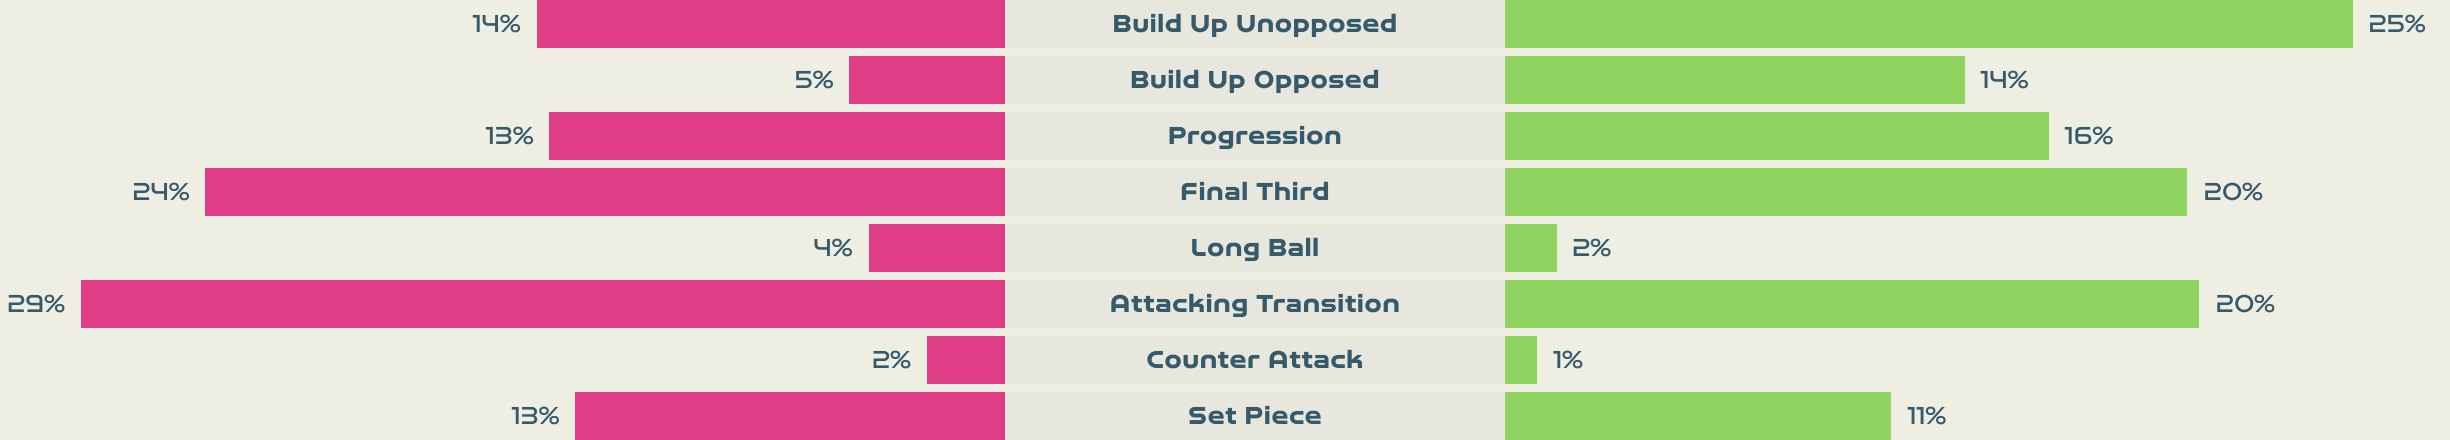 14% Build Up Unopposed 25%
5% Build Up Opposed 14%
13% Progression 16%
24% Final Third 20%
4% Long Ball 2%
29% Attacking Transition 20%
2% Counter Attack 1%
13% Set Piece 11%